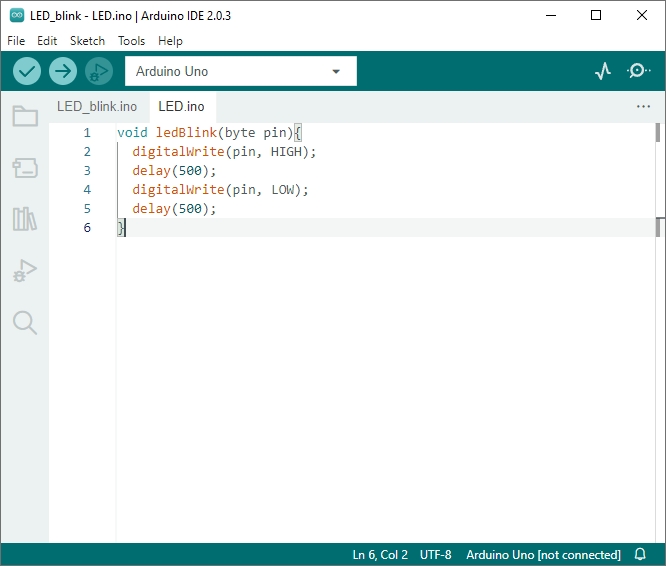 LED_blink - LED.ino | Arduino IDE 2.0.3
File Edit Sketch Tools Help
Arduino Uno
LED_blink.ino LED.ino
1 void ledBlink(byte pin){
2 digitalWrite(pin, HIGH);
3 delay(500);
4 digitalWrite(pin, LOW);
5 delay(500);
6 }
Ln 6, Col 2 UTF-8 Arduino Uno [not connected]